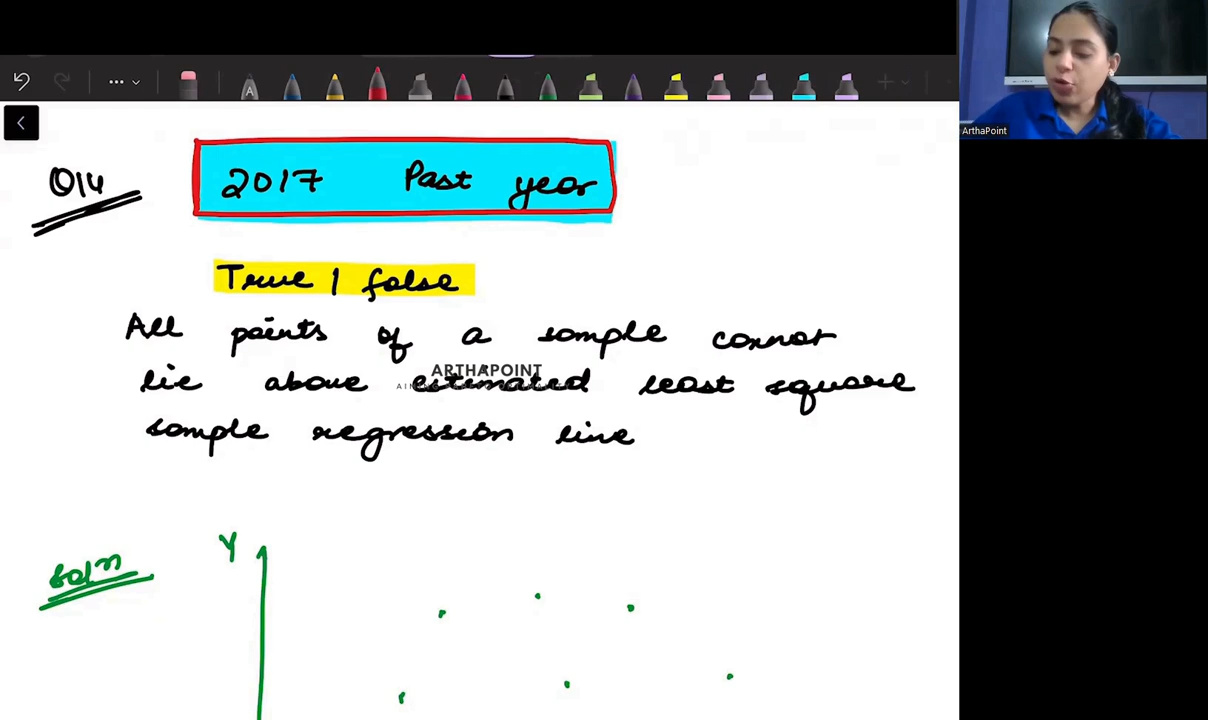 ArthaPoint
Q14
2017 Past year
True | false
All points of a sample cannot
lie above estimated least square
ARTHAPOINT
sample regression line
Solⁿ
Y